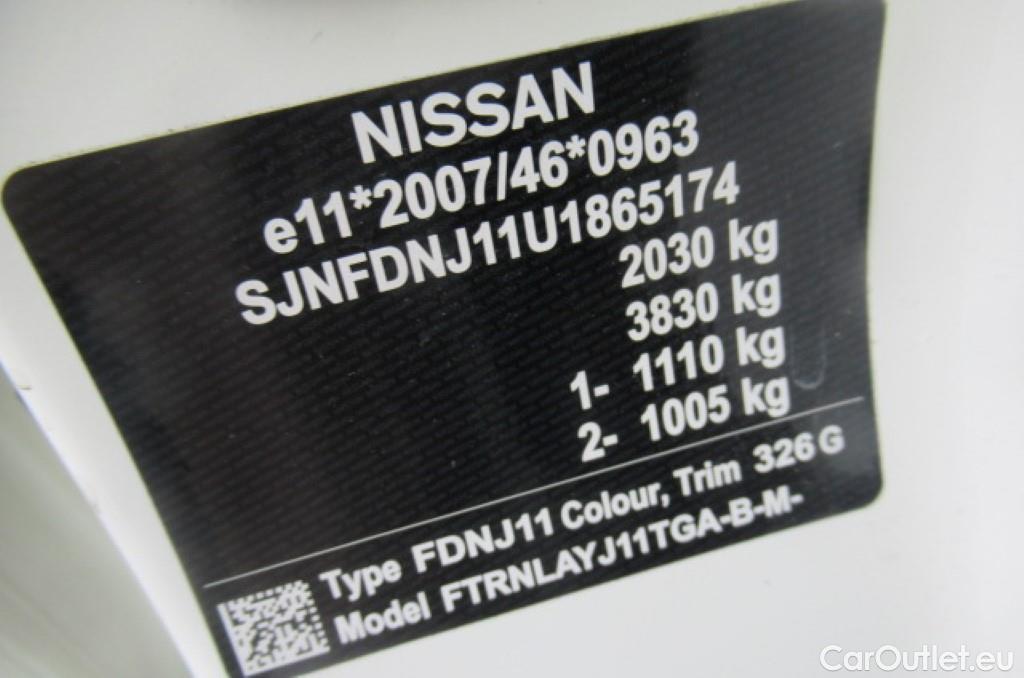 NISSAN
e11*2007/46*0963
SJNFDNJ11U1865174
2030 kg
3830 kg
1- 1110 kg
2- 1005 kg
Type FDNJ11 Colour, Trim 326 G
Model FTRNLAYJ11TGA-B-M-
CarOutlet.eu